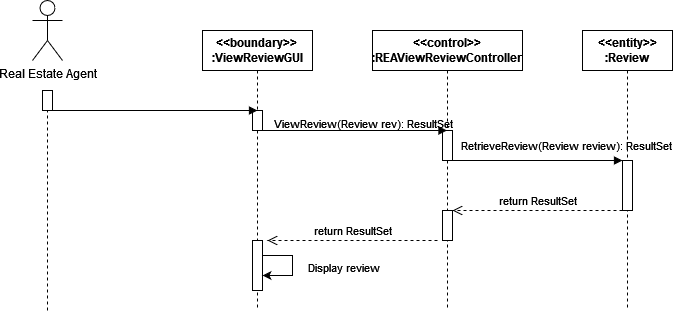 <<boundary>>
:ViewReviewGUI
<<control>>
:REAViewReviewController
<<entity>>
:Review
Real Estate Agent
ViewReview(Review rev): ResultSet
RetrieveReview(Review review): ResultSet
return ResultSet
return ResultSet
Display review